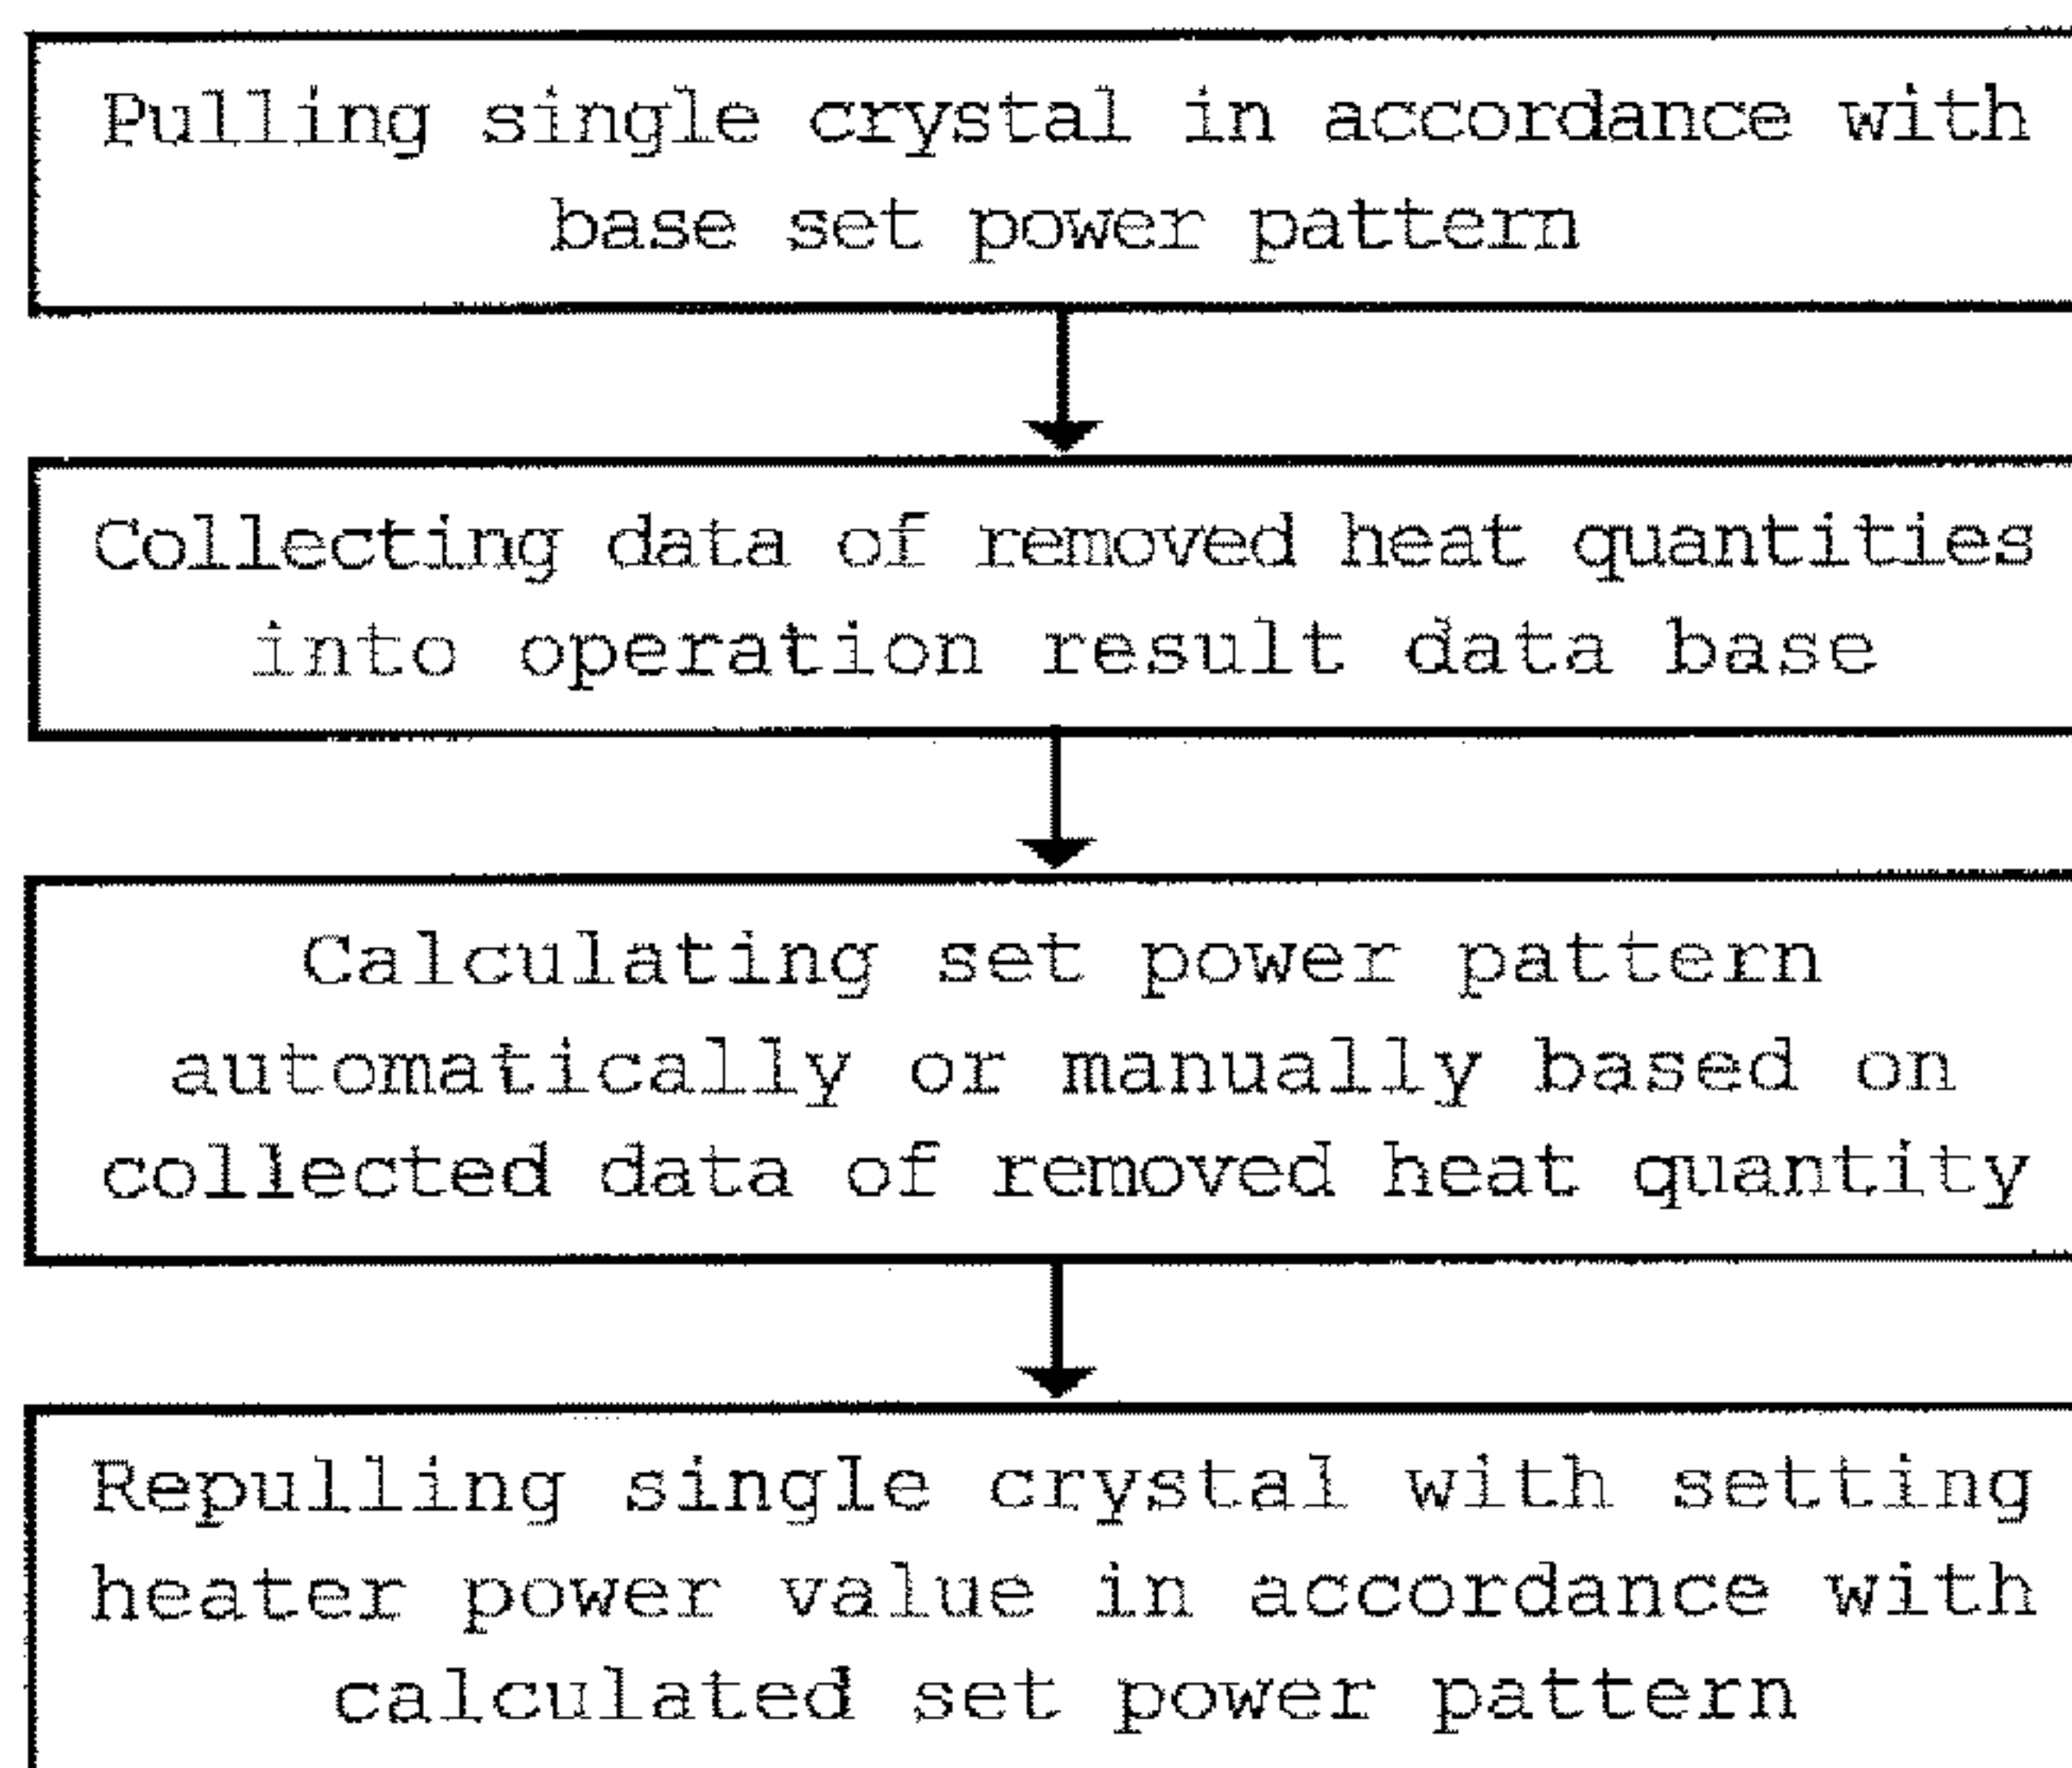 Pulling single crystal in accordance with
base set power pattern
Collecting data of removed heat quantities
into operation result data base
Calculating set power pattern
automatically or manually based on
collected data of removed heat quantity
Repulling single crystal with setting
heater power value in accordance with
calculated set power pattern